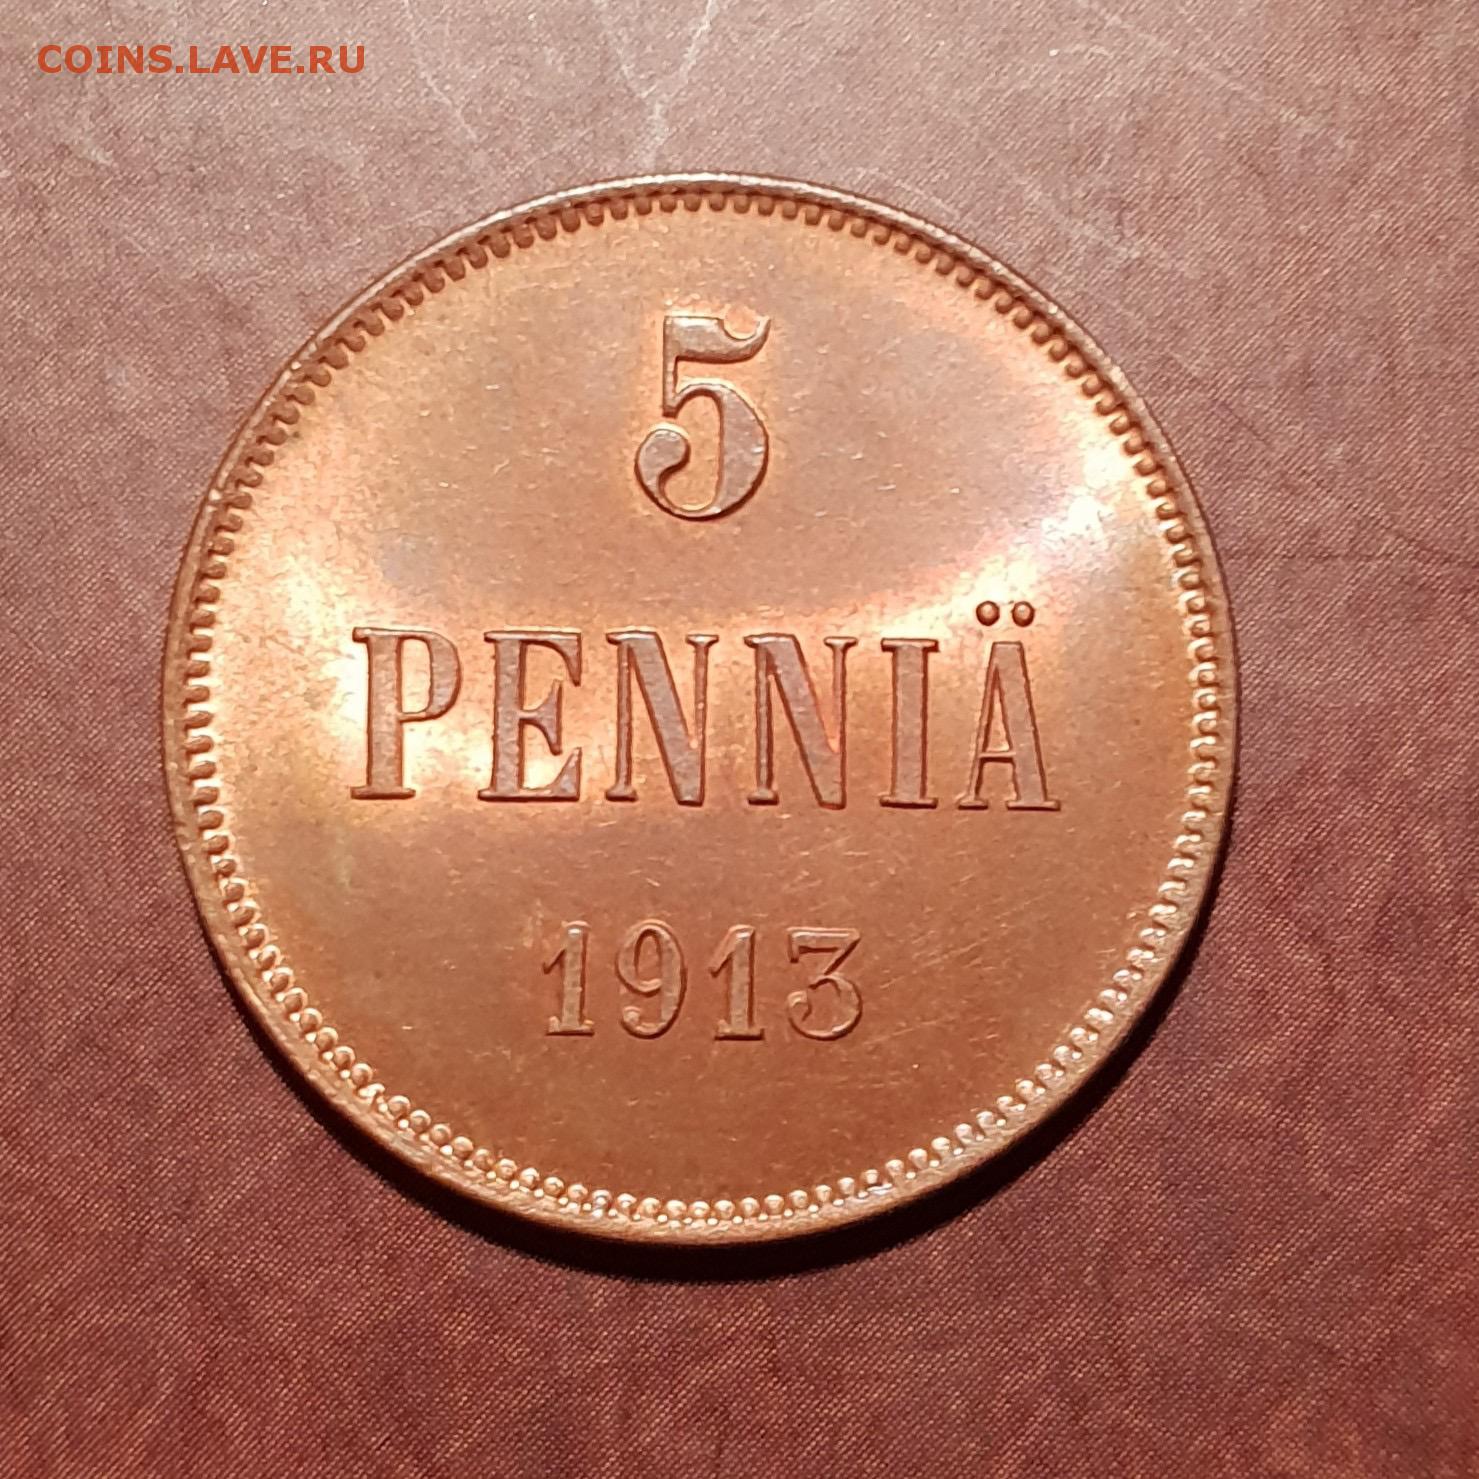 COINS.LAVE.RU
5
PENNIÄ
1913